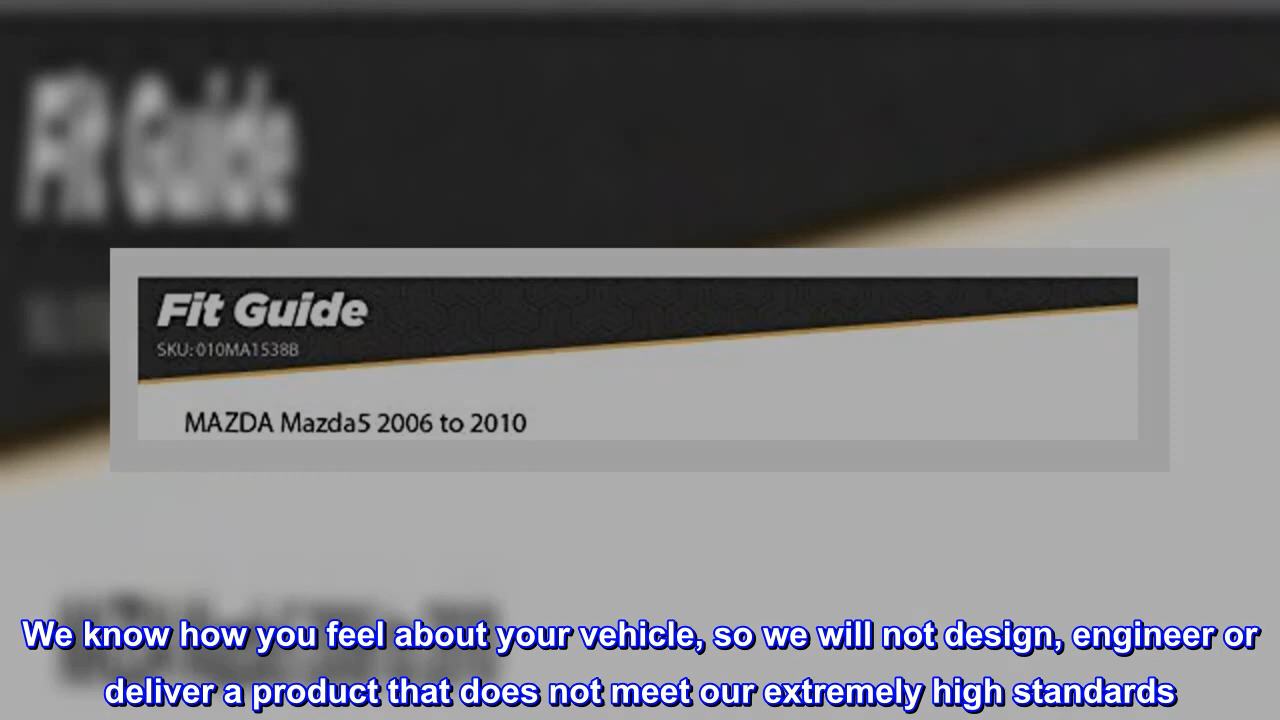 Fit Guide
SKU: 010MA1538B
MAZDA Mazda5 2006 to 2010
We know how you feel about your vehicle, so we will not design, engineer or
deliver a product that does not meet our extremely high standards